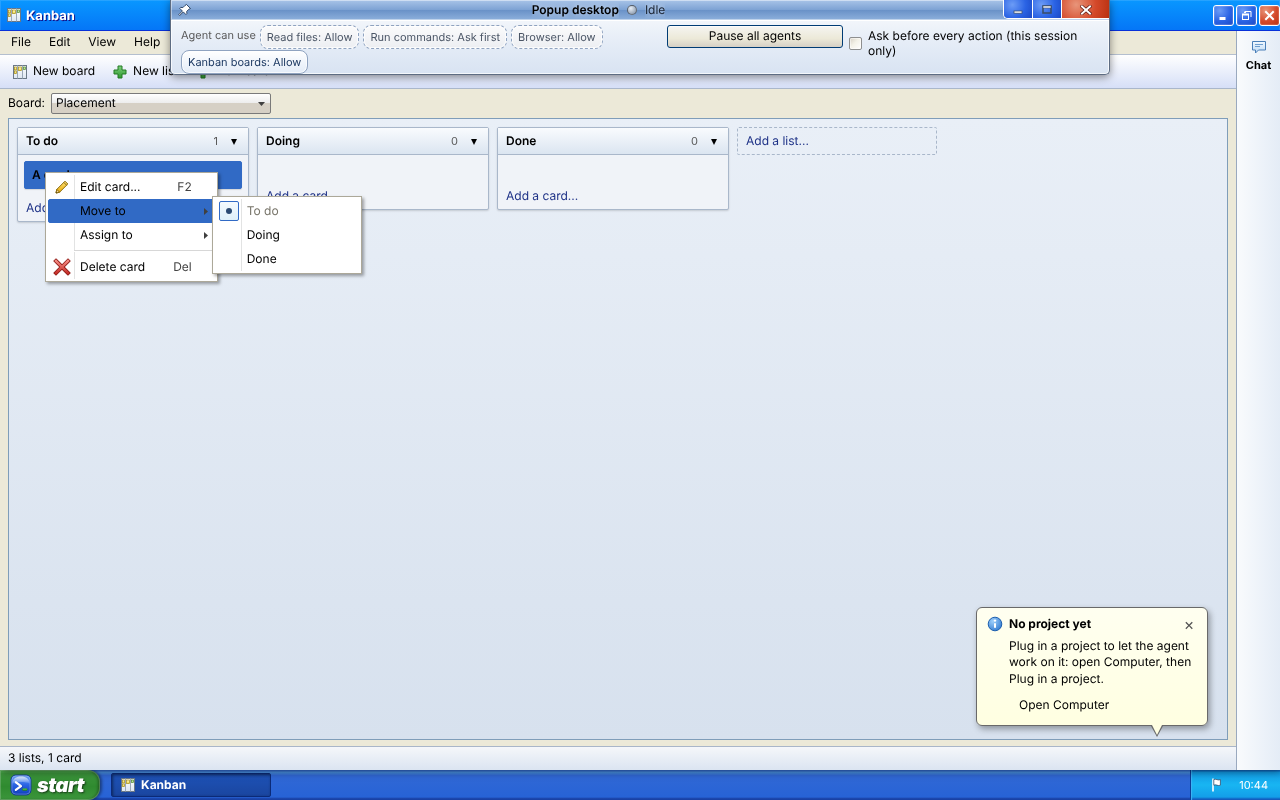 Kanban
Popup desktop Idle
File Edit View Help
Agent can use Read files: Allow Run commands: Ask first Browser: Allow
Kanban boards: Allow
Pause all agents
Ask before every action (this session only)
Chat
New board New
Board: Placement
To do 1
Doing 0
Done 0
Add a list...
A
Add a card...
Add a card...
Edit card... F2
Move to
Assign to
Delete card Del
To do
Doing
Done
No project yet
Plug in a project to let the agent
work on it: open Computer, then
Plug in a project.
Open Computer
3 lists, 1 card
start
Kanban
10:44